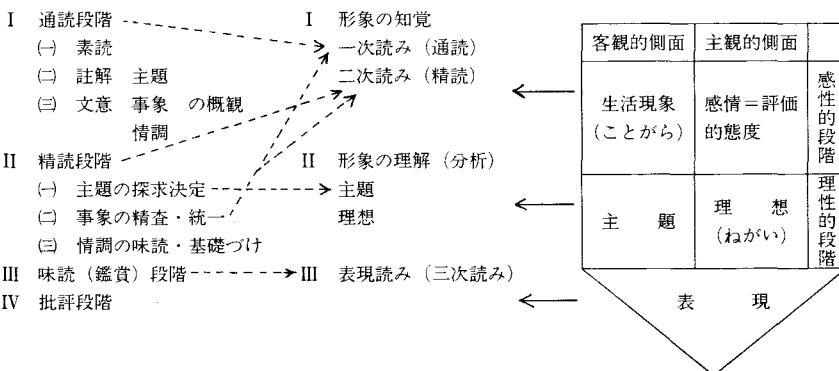 I 通読段階
㈠ 素読
㈡ 註解 主題
㈢ 文意 事象 の概観
情調
II 精読段階
㈠ 主題の探求決定
㈡ 事象の精査・統一
㈢ 情調の味読・基礎づけ
III 味読（鑑賞）段階
IV 批評段階
I 形象の知覚
一次読み（通読）
二次読み（精読）
II 形象の理解（分析）
主題
理想
III 表現読み（三次読み）
客観的側面 主観的側面
生活現象
（ことがら）
感情＝評価
的態度
感性的段階
主題
理想
（ねがい）
理性的段階
表現